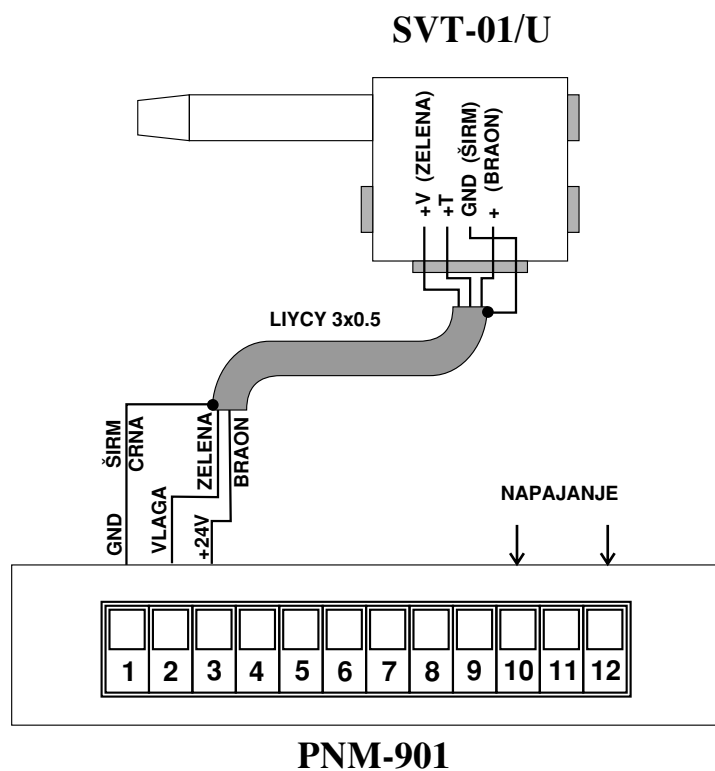 SVT-01/U
+V (ZELENA)
+T
GND (ŠIRM)
+ (BRAON)
LIYCY 3x0.5
ŠIRM
CRNA
ZELENA
BRAON
GND
VLAGA
+24V
NAPAJANJE
1 2 3 4 5 6 7 8 9 10 11 12
PNM-901